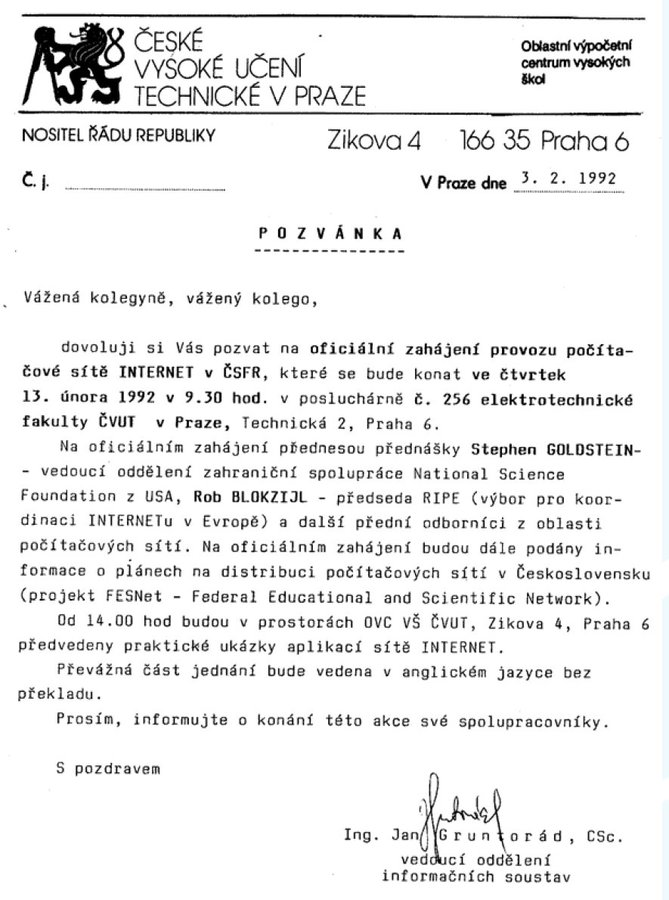 ČESKÉ
VYSOKÉ UČENÍ
TECHNICKÉ V PRAZE
Oblastní výpočetní
centrum vysokých
škol
NOSITEL ŘÁDU REPUBLIKY
Zikova 4 166 35 Praha 6
Č. j.
V Praze dne 3. 2. 1992
POZVÁNKA
Vážená kolegyně, vážený kolego,
dovoluji si Vás pozvat na oficiální zahájení provozu počíta-
čové sítě INTERNET v ČSFR, které se bude konat ve čtvrtek
13. února 1992 v 9.30 hod. v posluchárně č. 256 elektrotechnické
fakulty ČVUT v Praze, Technická 2, Praha 6.
Na oficiálním zahájení přednesou přednášky Stephen GOLDSTEIN-
- vedoucí oddělení zahraniční spolupráce National Science
Foundation z USA, Rob BLOKZIJL - předseda RIPE (výbor pro koor-
dinaci INTERNETu v Evropě) a další přední odborníci z oblasti
počítačových sítí. Na oficiálním zahájení budou dále podány in-
formace o plánech na distribuci počítačových sítí v Československu
(projekt FESNet - Federal Educational and Scientific Network).
Od 14.00 hod budou v prostorách OVC VŠ ČVUT, Zikova 4, Praha 6
předvedeny praktické ukázky aplikací sítě INTERNET.
Převážná část jednání bude vedena v anglickém jazyce bez
překladu.
Prosím, informujte o konání této akce své spolupracovníky.
S pozdravem
Ing. Jan Gruntorád, CSc.
vedoucí oddělení
informačních soustav